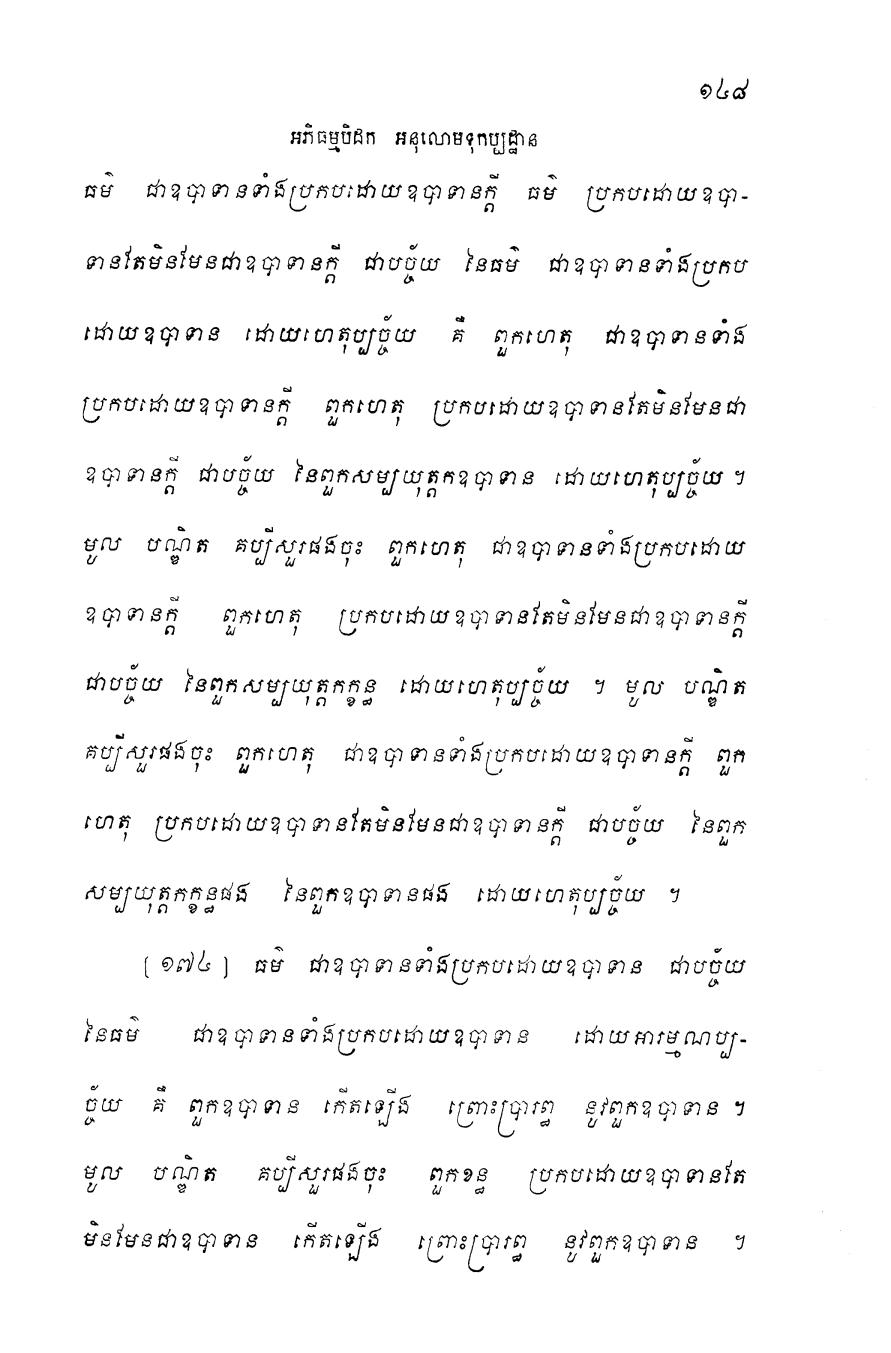 ១៤៨
អភិធម្មបិដក អនុលោមទុកប្បដ្ឋាន
ធម៌ ជាឧបាទានទាំងប្រកបដោយឧបាទានក្តី ធម៌ ប្រកបដោយឧបា-
ទានតែមិនមែនជាឧបាទានក្តី ជាបច្ច័យ នៃធម៌ ជាឧបាទានទាំងប្រកប
ដោយឧបាទាន ដោយហេតុប្បច្ច័យ គឺ ពួកហេតុ ជាឧបាទានទាំង
ប្រកបដោយឧបាទានក្តី ពួកហេតុ ប្រកបដោយឧបាទានតែមិនមែនជា
ឧបាទានក្តី ជាបច្ច័យ នៃពួកសម្បយុត្តកឧបាទាន ដោយហេតុប្បច្ច័យ ។
មូល បណ្ឌិត គប្បីសួរផងចុះ ពួកហេតុ ជាឧបាទានទាំងប្រកបដោយ
ឧបាទានក្តី ពួកហេតុ ប្រកបដោយឧបាទានតែមិនមែនជាឧបាទានក្តី
ជាបច្ច័យ នៃពួកសម្បយុត្តកក្ខន្ធ ដោយហេតុប្បច្ច័យ ។ មូល បណ្ឌិត
គប្បីសួរផងចុះ ពួកហេតុ ជាឧបាទានទាំងប្រកបដោយឧបាទានក្តី ពួក
ហេតុ ប្រកបដោយឧបាទានតែមិនមែនជាឧបាទានក្តី ជាបច្ច័យ នៃពួក
សម្បយុត្តកក្ខន្ធផង នៃពួកឧបាទានផង ដោយហេតុប្បច្ច័យ ។
[ ១៧៤ ] ធម៌ ជាឧបាទានទាំងប្រកបដោយឧបាទាន ជាបច្ច័យ
នៃធម៌ ជាឧបាទានទាំងប្រកបដោយឧបាទាន ដោយអារម្មណប្ប-
ច្ច័យ គឺ ពួកឧបាទាន កើតឡើង ព្រោះប្រារព្ធ នូវពួកឧបាទាន ។
មូល បណ្ឌិត គប្បីសួរផងចុះ ពួកខន្ធ ប្រកបដោយឧបាទានតែ
មិនមែនជាឧបាទាន កើតឡើង ព្រោះប្រារព្ធ នូវពួកឧបាទាន ។